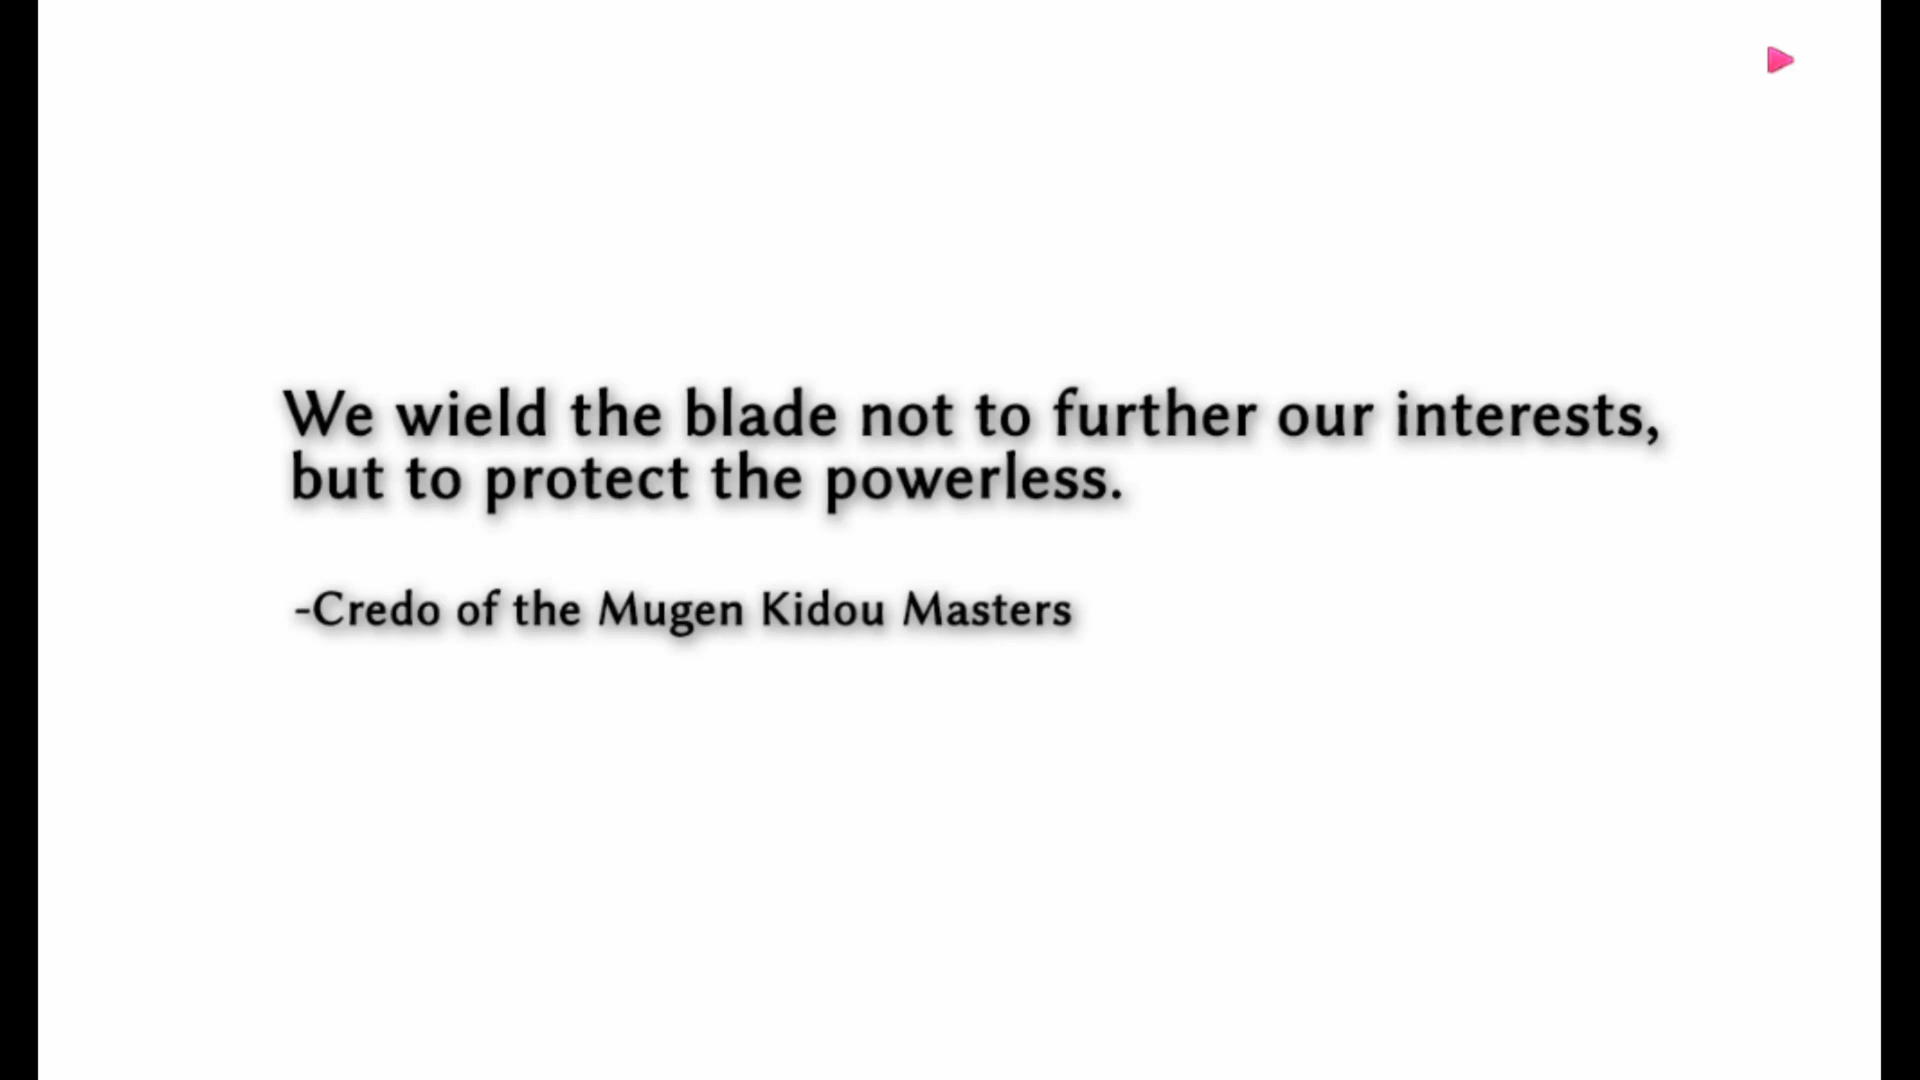 We wield the blade not to further our interests,
but to protect the powerless.
-Credo of the Mugen Kidou Masters